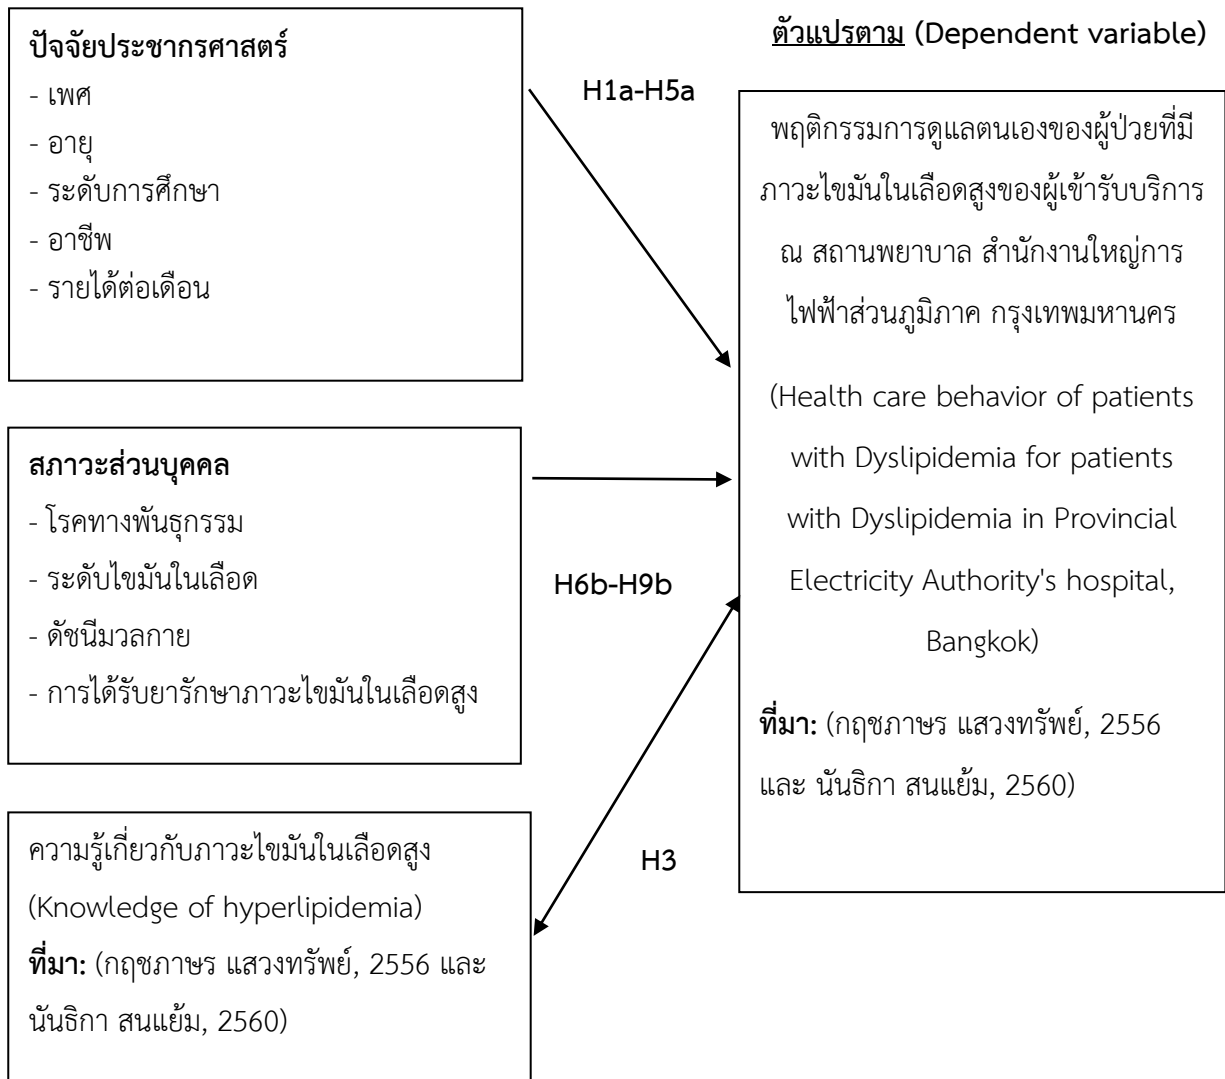 ปัจจัยประชากรศาสตร์
- เพศ
- อายุ
- ระดับการศึกษา
- อาชีพ
- รายได้ต่อเดือน
H1a-H5a
ตัวแปรตาม (Dependent variable)
พฤติกรรมการดูแลตนเองของผู้ป่วยที่มี
ภาวะไขมันในเลือดสูงของผู้เข้ารับบริการ
ณ สถานพยาบาล สำนักงานใหญ่การ
ไฟฟ้าส่วนภูมิภาค กรุงเทพมหานคร
(Health care behavior of patients
with Dyslipidemia for patients
with Dyslipidemia in Provincial
Electricity Authority's hospital,
Bangkok)
ที่มา: (กฤชภาษร แสวงทรัพย์, 2556
และ นันธิกา สนแย้ม, 2560)
สภาวะส่วนบุคคล
- โรคทางพันธุกรรม
- ระดับไขมันในเลือด
- ดัชนีมวลกาย
- การได้รับยารักษาภาวะไขมันในเลือดสูง
H6b-H9b
ความรู้เกี่ยวกับภาวะไขมันในเลือดสูง
(Knowledge of hyperlipidemia)
ที่มา: (กฤชภาษร แสวงทรัพย์, 2556 และ
นันธิกา สนแย้ม, 2560)
H3